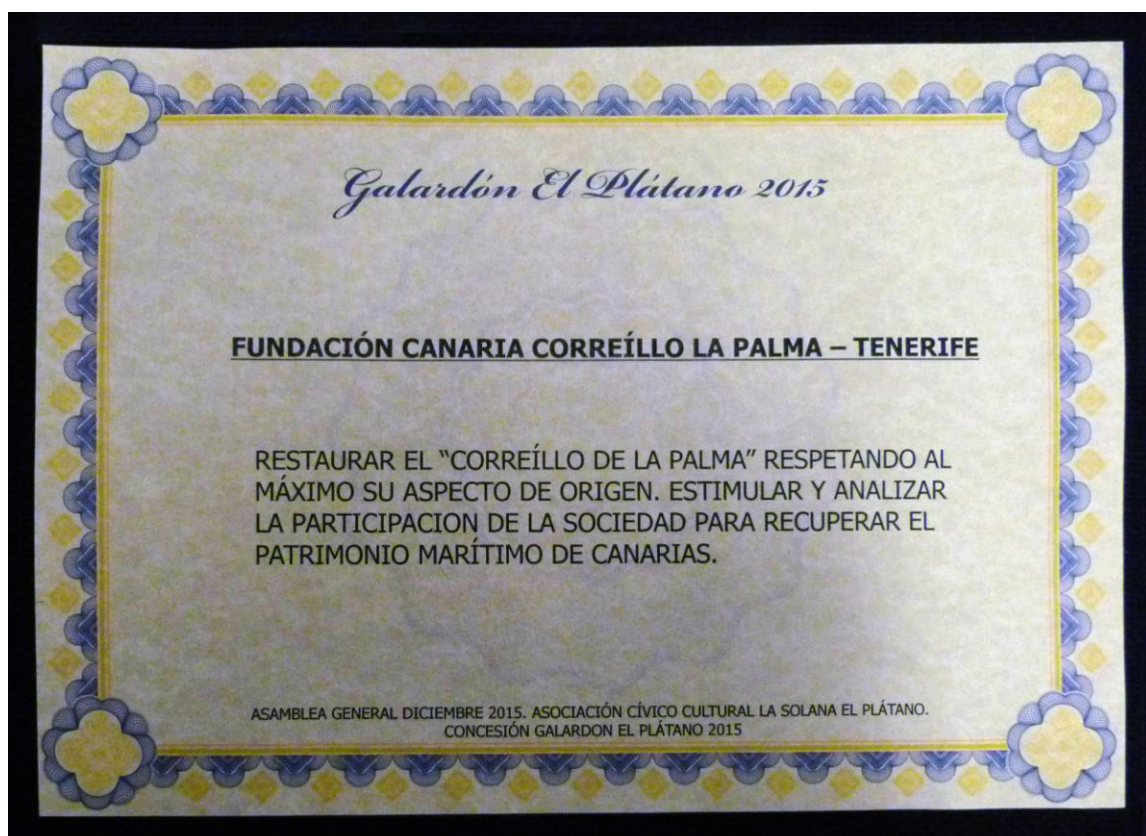 Galardón El Plátano 2015
FUNDACIÓN CANARIA CORREÍLLO LA PALMA – TENERIFE
RESTAURAR EL "CORREÍLLO DE LA PALMA" RESPETANDO AL
MÁXIMO SU ASPECTO DE ORIGEN. ESTIMULAR Y ANALIZAR
LA PARTICIPACION DE LA SOCIEDAD PARA RECUPERAR EL
PATRIMONIO MARÍTIMO DE CANARIAS.
ASAMBLEA GENERAL DICIEMBRE 2015. ASOCIACIÓN CÍVICO CULTURAL LA SOLANA EL PLÁTANO.
CONCESIÓN GALARDON EL PLÁTANO 2015